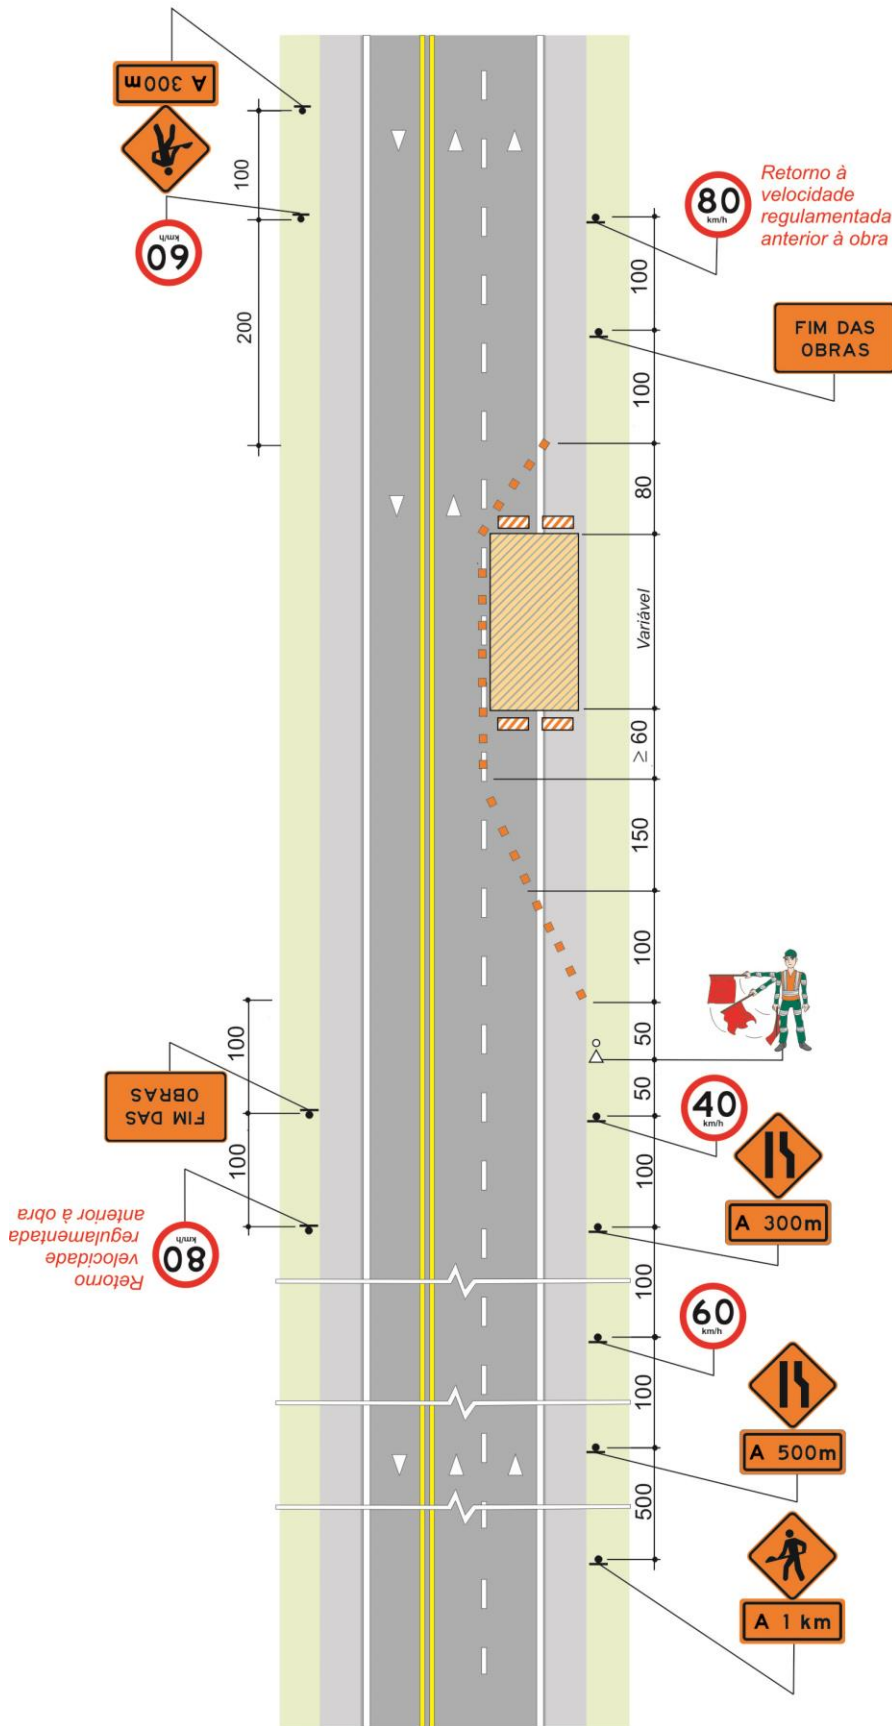 A 300m
60
km/h
100
200
80
km/h
Retorno à
velocidade
regulamentada
anterior à obra
100
FIM DAS
OBRAS
100
80
Variável
≥ 60
150
100
50
50
40
km/h
100
A 300m
100
60
km/h
100
A 500m
500
A 1 km
100
FIM DAS
OBRAS
100
80
km/h
Retorno
velocidade
regulamentada
anterior à obra